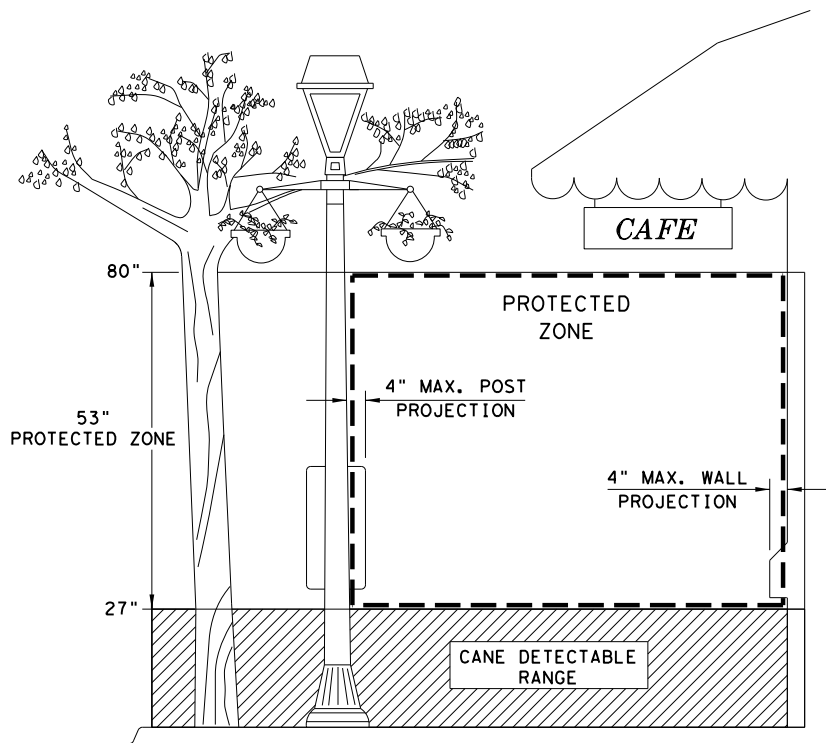 CAFE
80"
PROTECTED
ZONE
4" MAX. POST
PROJECTION
53"
PROTECTED ZONE
4" MAX. WALL
PROJECTION
27"
CANE DETECTABLE
RANGE